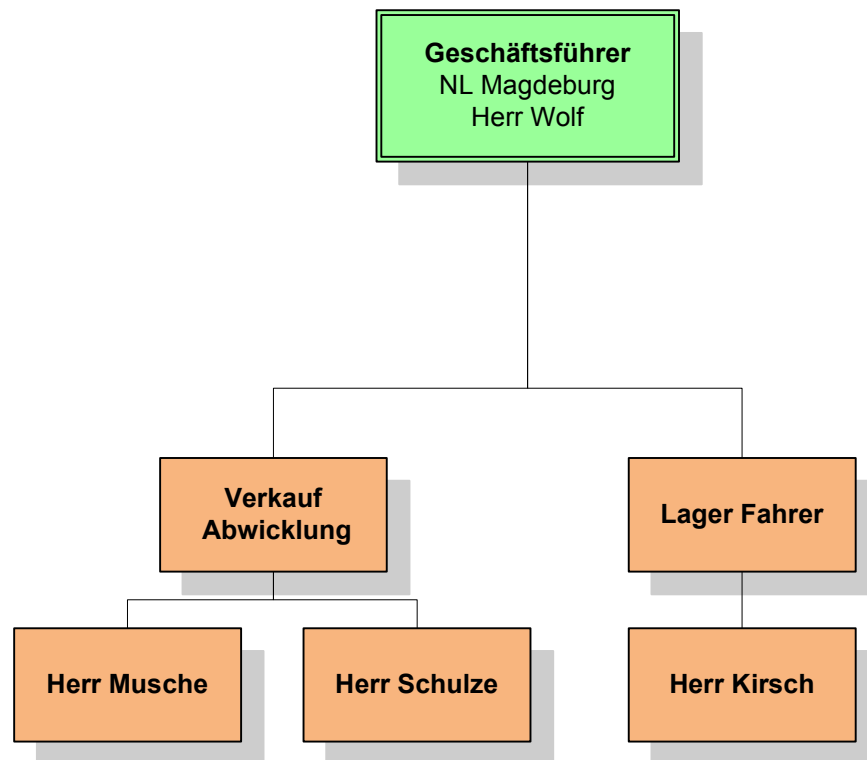 Geschäftsführer
NL Magdeburg
Herr Wolf
Verkauf
Abwicklung
Lager Fahrer
Herr Musche
Herr Schulze
Herr Kirsch